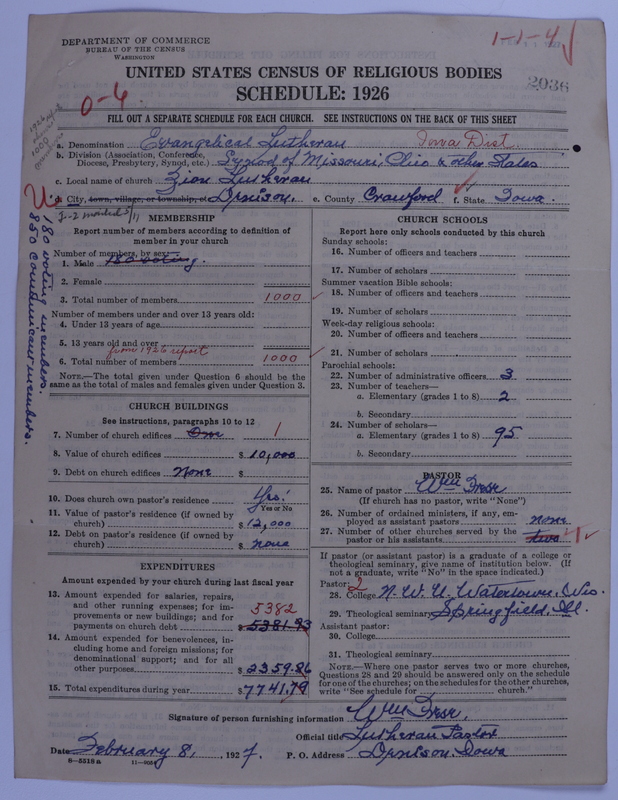 DEPARTMENT OF COMMERCE
BUREAU OF THE CENSUS
WASHINGTON
1-1-4
2036
UNITED STATES CENSUS OF RELIGIOUS BODIES
SCHEDULE: 1926
0-6
FILL OUT A SEPARATE SCHEDULE FOR EACH CHURCH. SEE INSTRUCTIONS ON THE BACK OF THIS SHEET
a. Denomination Evangelical Lutheran Iowa Dist.
b. Division (Association, Conference, Diocese, Presbytery, Synod, etc.) Synod of Missouri, Ohio & other States
c. Local name of church Zion Lutheran
d. City, town, village, or township, etc. Denison. e. County Crawford f. State Iowa.
U
180 voting members.
850 communicant members.
MEMBERSHIP
Report number of members according to definition of
member in your church
Number of members, by sex:
1. Male 180 voting.
2. Female
3. Total number of members 1000
Number of members under and over 13 years old:
4. Under 13 years of age
5. 13 years old and over
from 1926 report
6. Total number of members 1000
NOTE.—The total given under Question 6 should be the
same as the total of males and females given under Question 3.
CHURCH BUILDINGS
See instructions, paragraphs 10 to 12
7. Number of church edifices One 1
8. Value of church edifices $ 10,000
9. Debt on church edifices None $
10. Does church own pastor's residence Yes!
Yes or No
11. Value of pastor's residence (if owned by
church) $ 12,000
12. Debt on pastor's residence (if owned by
church) $ none
EXPENDITURES
Amount expended by your church during last fiscal year
13. Amount expended for salaries, repairs,
and other running expenses; for im-
provements or new buildings; and for
payments on church debt $ 5381.93 5382
14. Amount expended for benevolences, in-
cluding home and foreign missions; for
denominational support; and for all
other purposes $ 2359.86
15. Total expenditures during year $ 7741.79
CHURCH SCHOOLS
Report here only schools conducted by this church
Sunday schools:
16. Number of officers and teachers
17. Number of scholars
Summer vacation Bible schools:
18. Number of officers and teachers
19. Number of scholars
Week-day religious schools:
20. Number of officers and teachers
21. Number of scholars
Parochial schools:
22. Number of administrative officers 3
23. Number of teachers—
a. Elementary (grades 1 to 8) 2
b. Secondary
24. Number of scholars—
a. Elementary (grades 1 to 8) 95
b. Secondary
PASTOR
25. Name of pastor Wm Frese
(If church has no pastor, write "None")
26. Number of ordained ministers, if any, em-
ployed as assistant pastors none
27. Number of other churches served by the
pastor or his assistants two
If pastor (or assistant pastor) is a graduate of a college or
theological seminary, give name of institution below. (If
not a graduate, write "No" in the space indicated.)
Pastor: 2
28. College N. W. U. Watertown, Wis.
29. Theological seminary Springfield, Ill.
Assistant pastor:
30. College
31. Theological seminary
NOTE.—Where one pastor serves two or more churches,
Questions 28 and 29 should be answered only on the schedule
for one of the churches; on the schedules for the other churches,
write "See schedule for church."
Signature of person furnishing information Wm Frese.
Official title Lutheran Pastor
Date February 8, 1927. P. O. Address Denison Iowa
8-5518 a